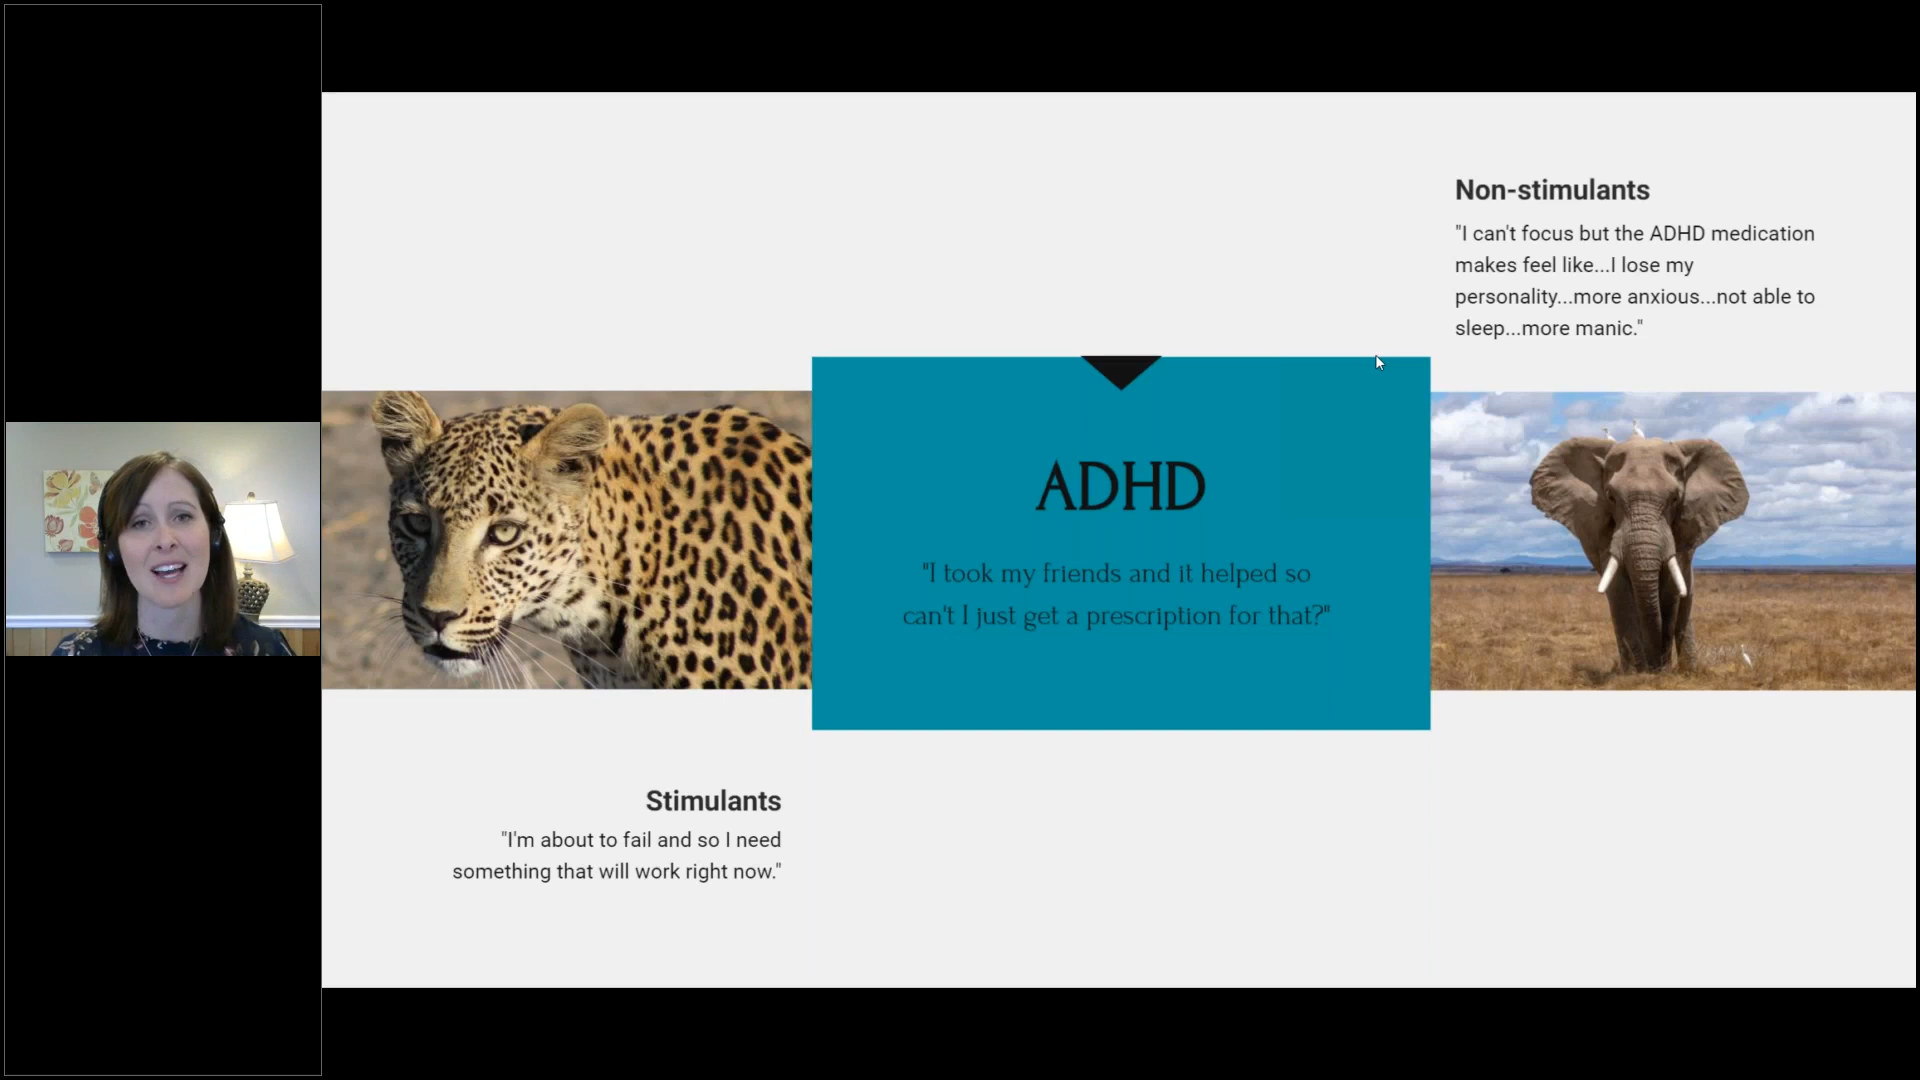 Non-stimulants
"I can't focus but the ADHD medication
makes feel like...I lose my
personality...more anxious...not able to
sleep...more manic."
ADHD
"I took my friends and it helped so
can't I just get a prescription for that?"
Stimulants
"I'm about to fail and so I need
something that will work right now."